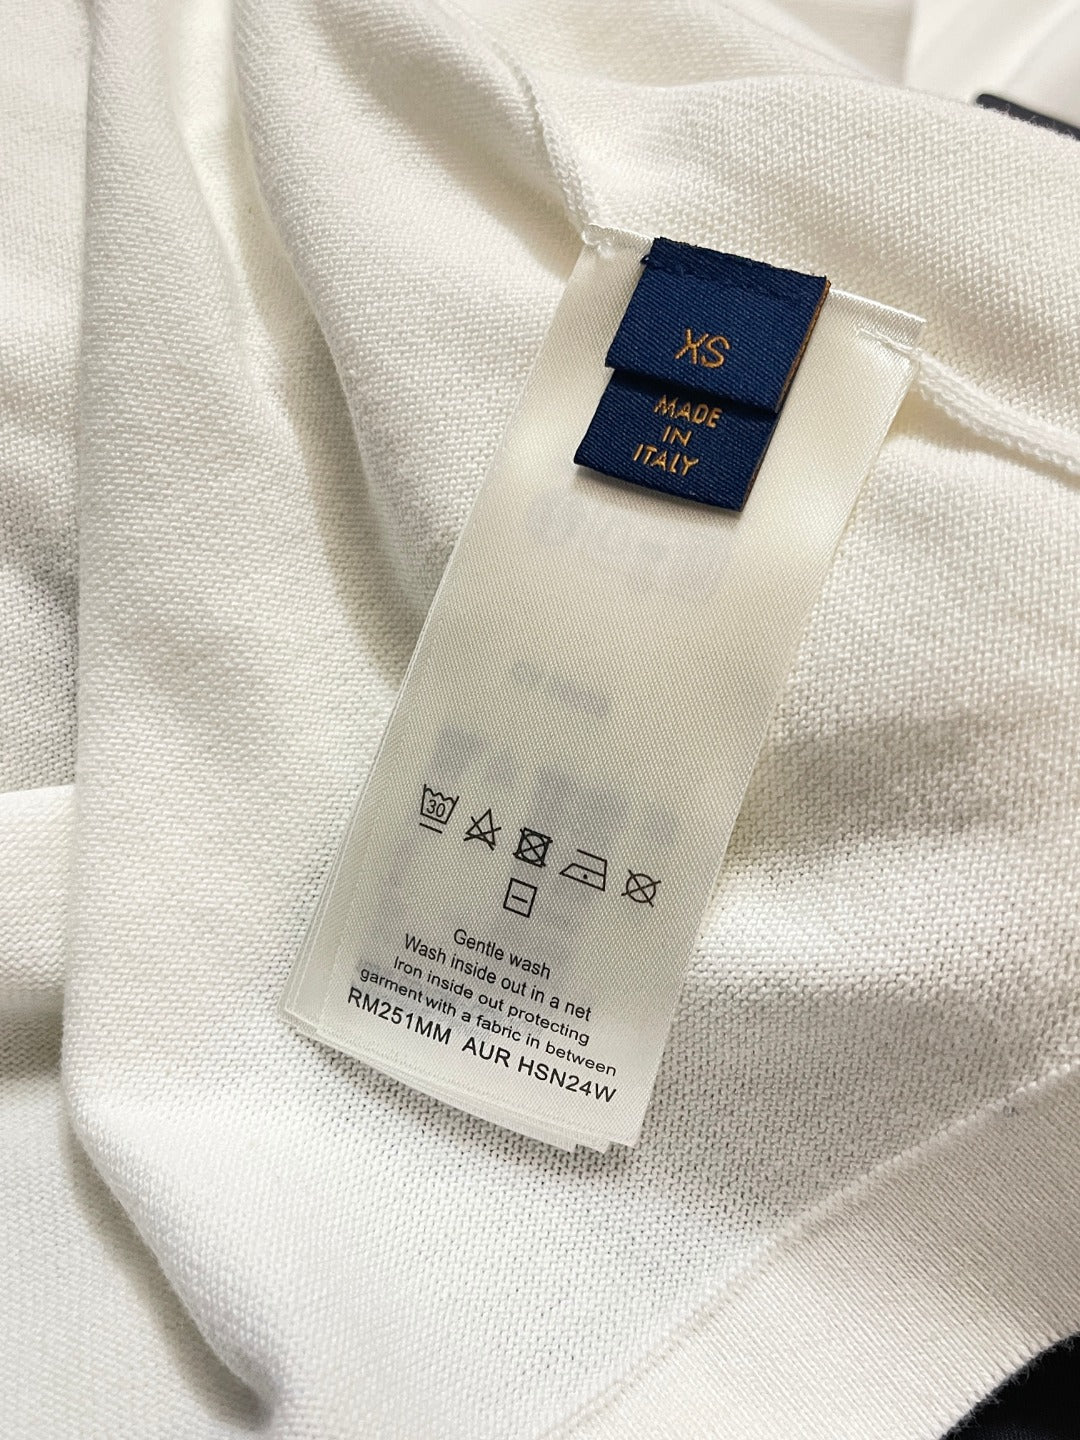 XS
MADE
IN
ITALY
30
Gentle wash
Wash inside out in a net
Iron inside out protecting
garment with a fabric in between
RM251MM AUR HSN24W